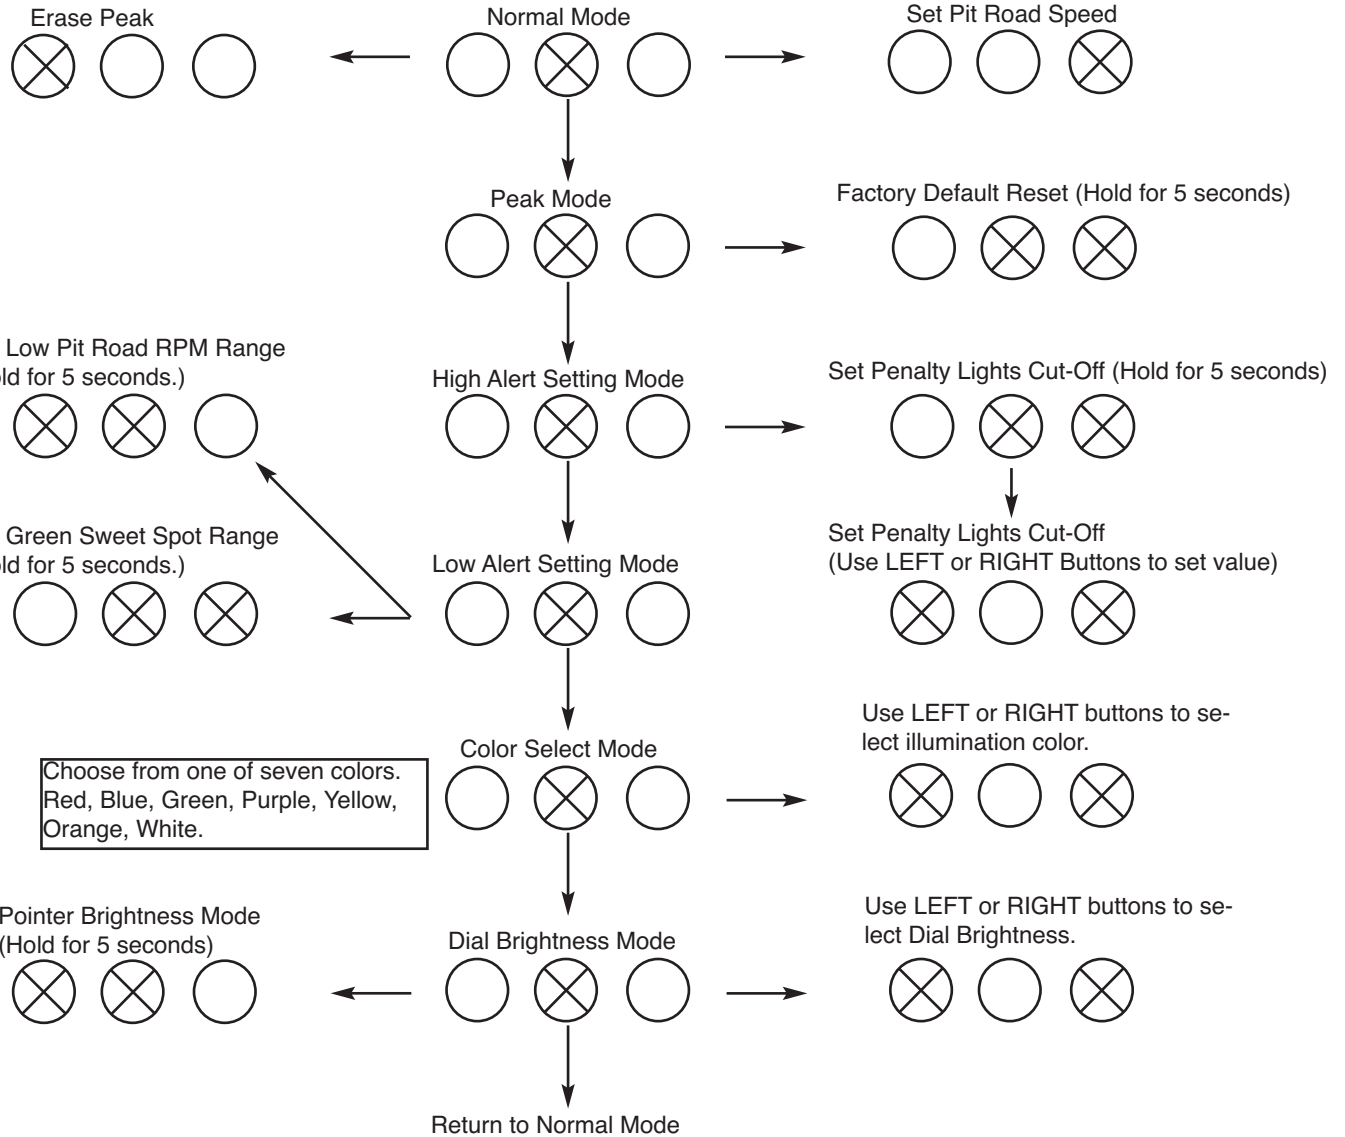 Erase Peak
Normal Mode
Set Pit Road Speed
Peak Mode
Factory Default Reset (Hold for 5 seconds)
Low Pit Road RPM Range
for 5 seconds.)
High Alert Setting Mode
Set Penalty Lights Cut-Off (Hold for 5 seconds)
Green Sweet Spot Range
for 5 seconds.)
Low Alert Setting Mode
Set Penalty Lights Cut-Off
(Use LEFT or RIGHT Buttons to set value)
Color Select Mode
Choose from one of seven colors.
Red, Blue, Green, Purple, Yellow,
Orange, White.
Use LEFT or RIGHT buttons to se-
lect illumination color.
Pointer Brightness Mode
(Hold for 5 seconds)
Dial Brightness Mode
Use LEFT or RIGHT buttons to se-
lect Dial Brightness.
Return to Normal Mode